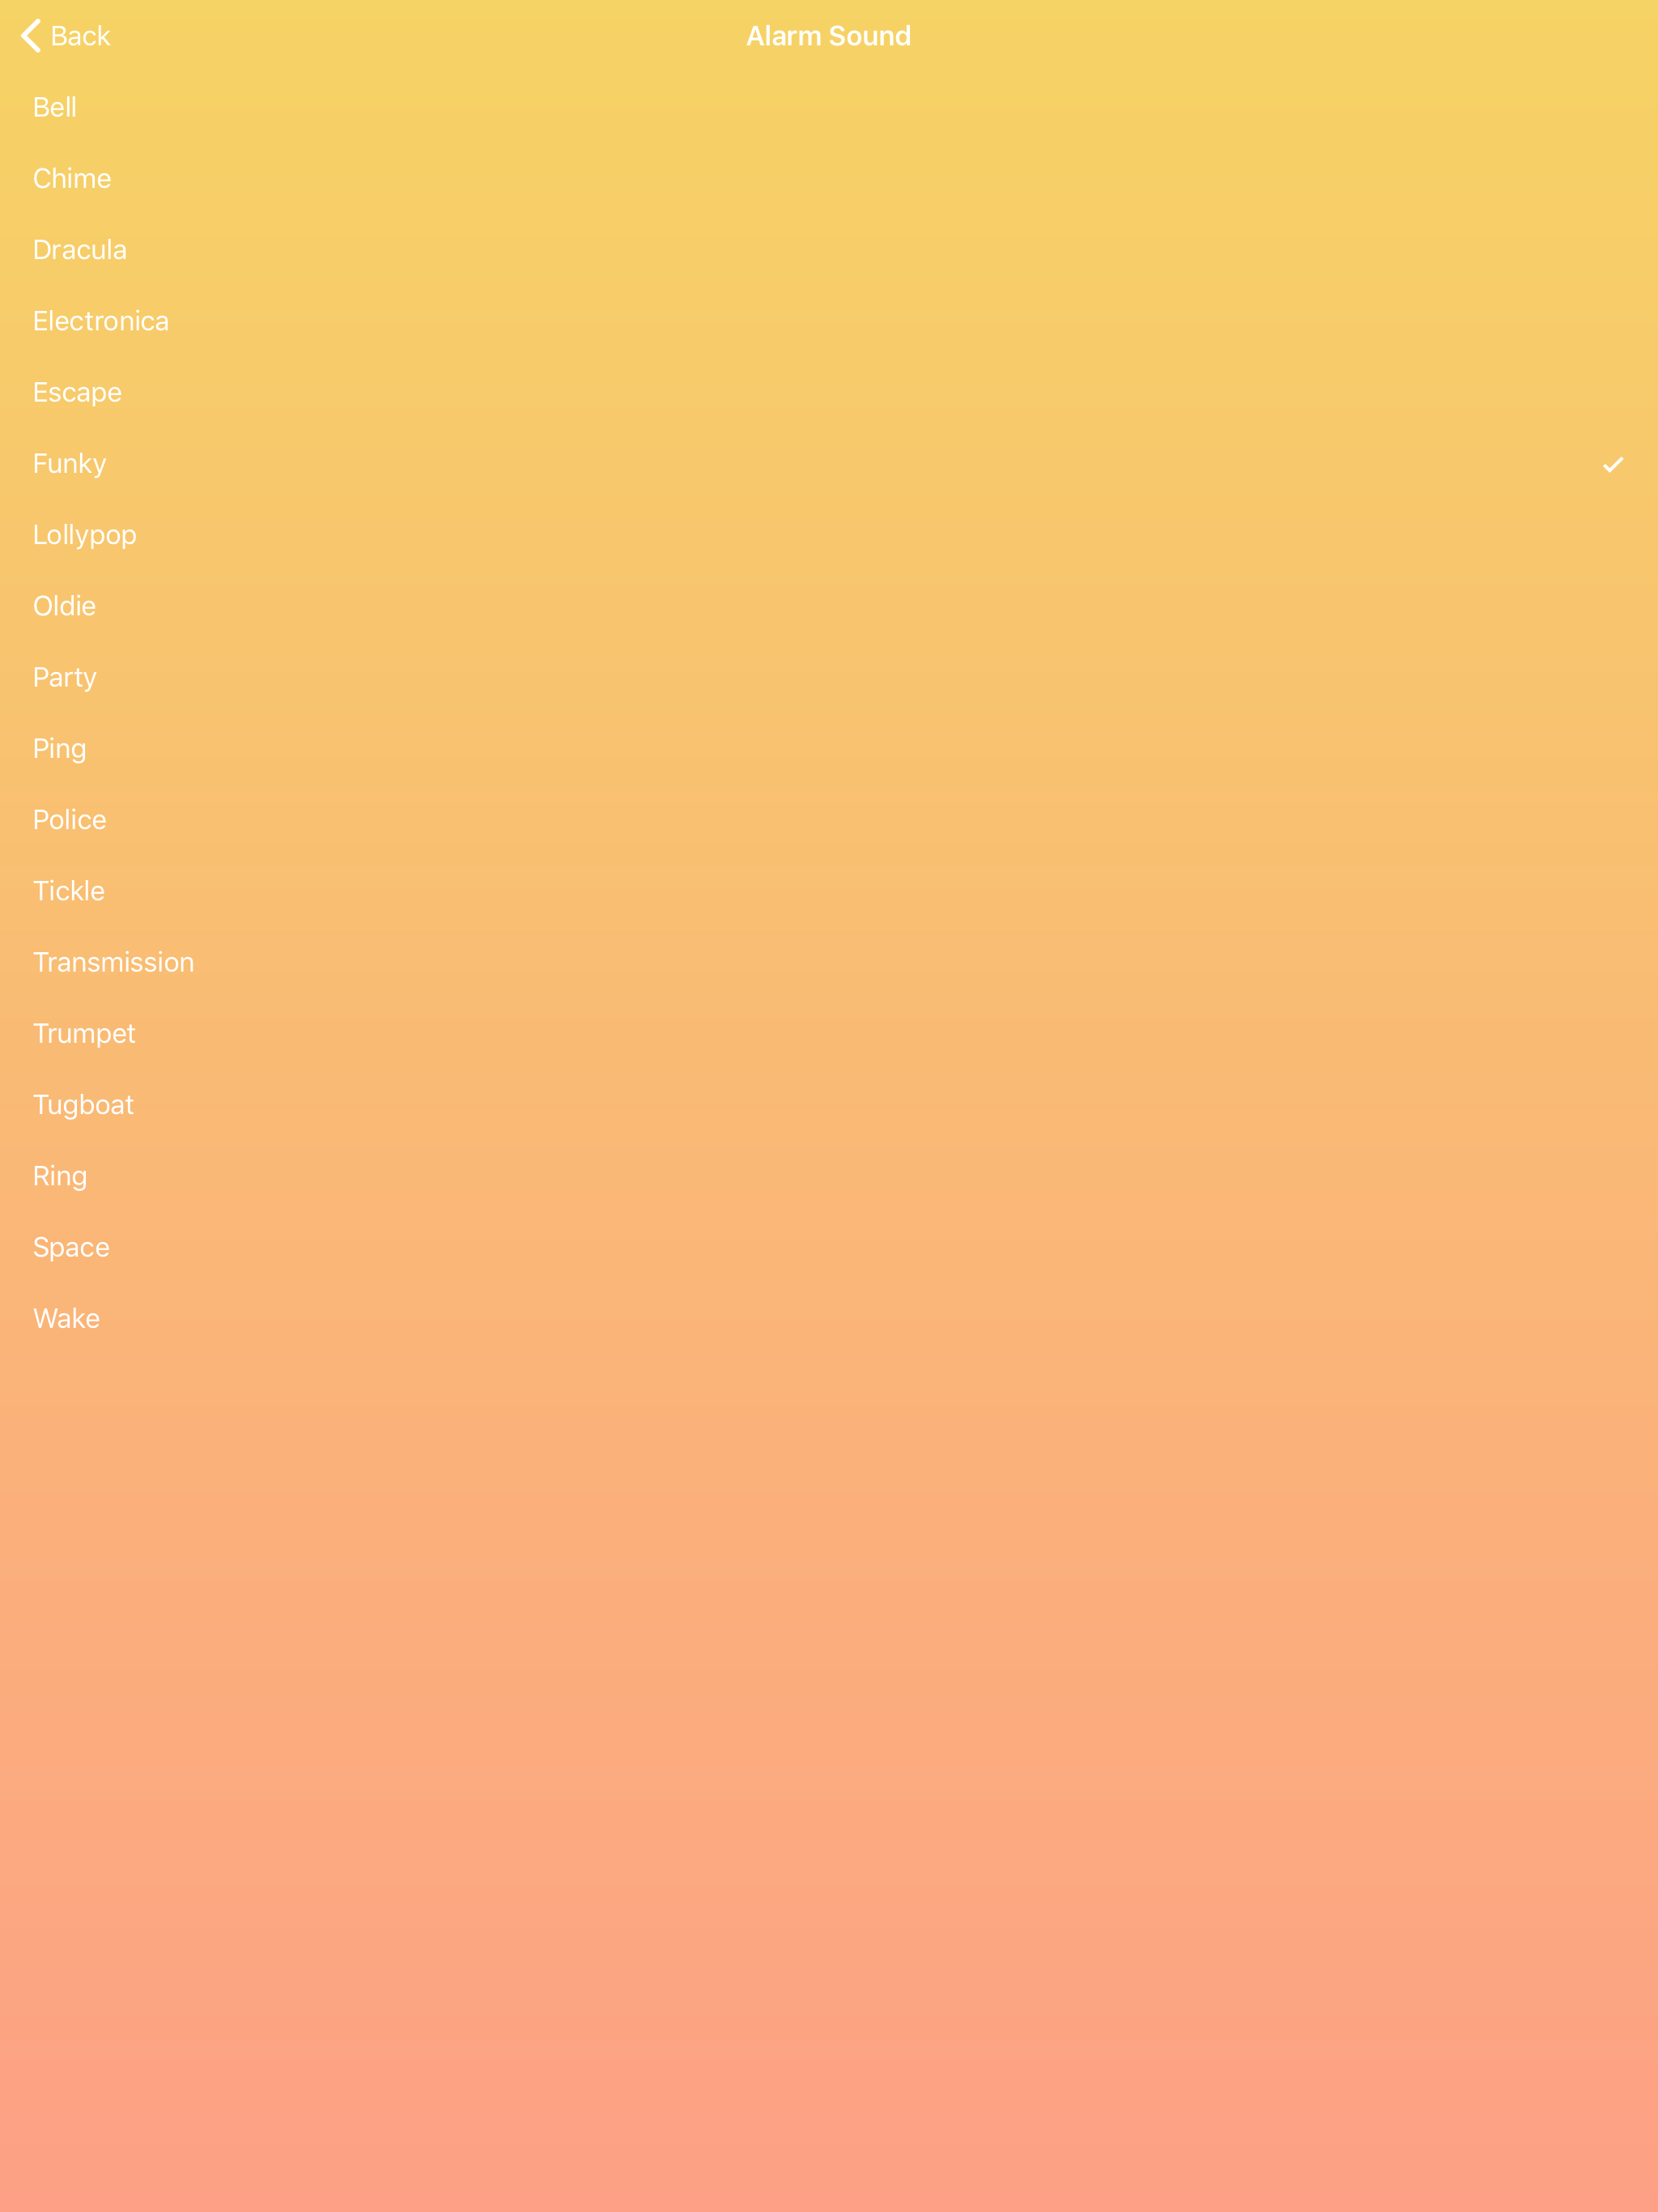 Back
Alarm Sound
Bell
Chime
Dracula
Electronica
Escape
Funky
Lollypop
Oldie
Party
Ping
Police
Tickle
Transmission
Trumpet
Tugboat
Ring
Space
Wake